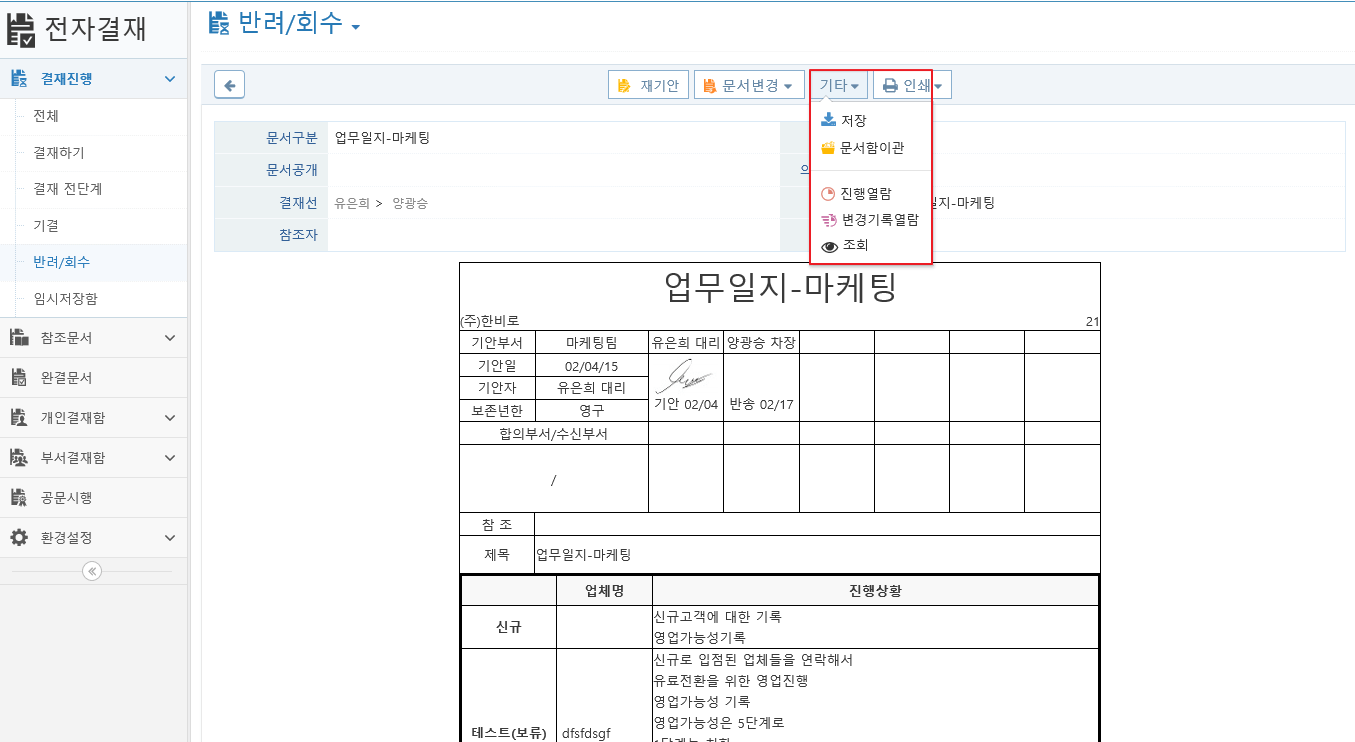 전자결재
결재진행
전체
결재하기
결재 전단계
기결
반려/회수
임시저장함
참조문서
완결문서
개인결재함
부서결재함
공문시행
환경설정
반려/회수
재기안 문서변경 기타 인쇄
저장
문서함이관
진행열람
변경기록열람
조회
문서구분 업무일지-마케팅
문서공개
결재선 유은희 > 양광승 일지-마케팅
참조자
업무일지-마케팅
(주)한비로 21
기안부서 마케팅팀 유은희 대리 양광승 차장
기안일 02/04/15
기안자 유은희 대리
기안 02/04 반송 02/17
보존년한 영구
합의부서/수신부서
/
참 조
제목 업무일지-마케팅
업체명 진행상황
신규 신규고객에 대한 기록
영업가능성기록
신규로 입점된 업체들을 연락해서
유료전환을 위한 영업진행
영업가능성 기록
영업가능성은 5단계로
테스트(보류) dfsfdsgf